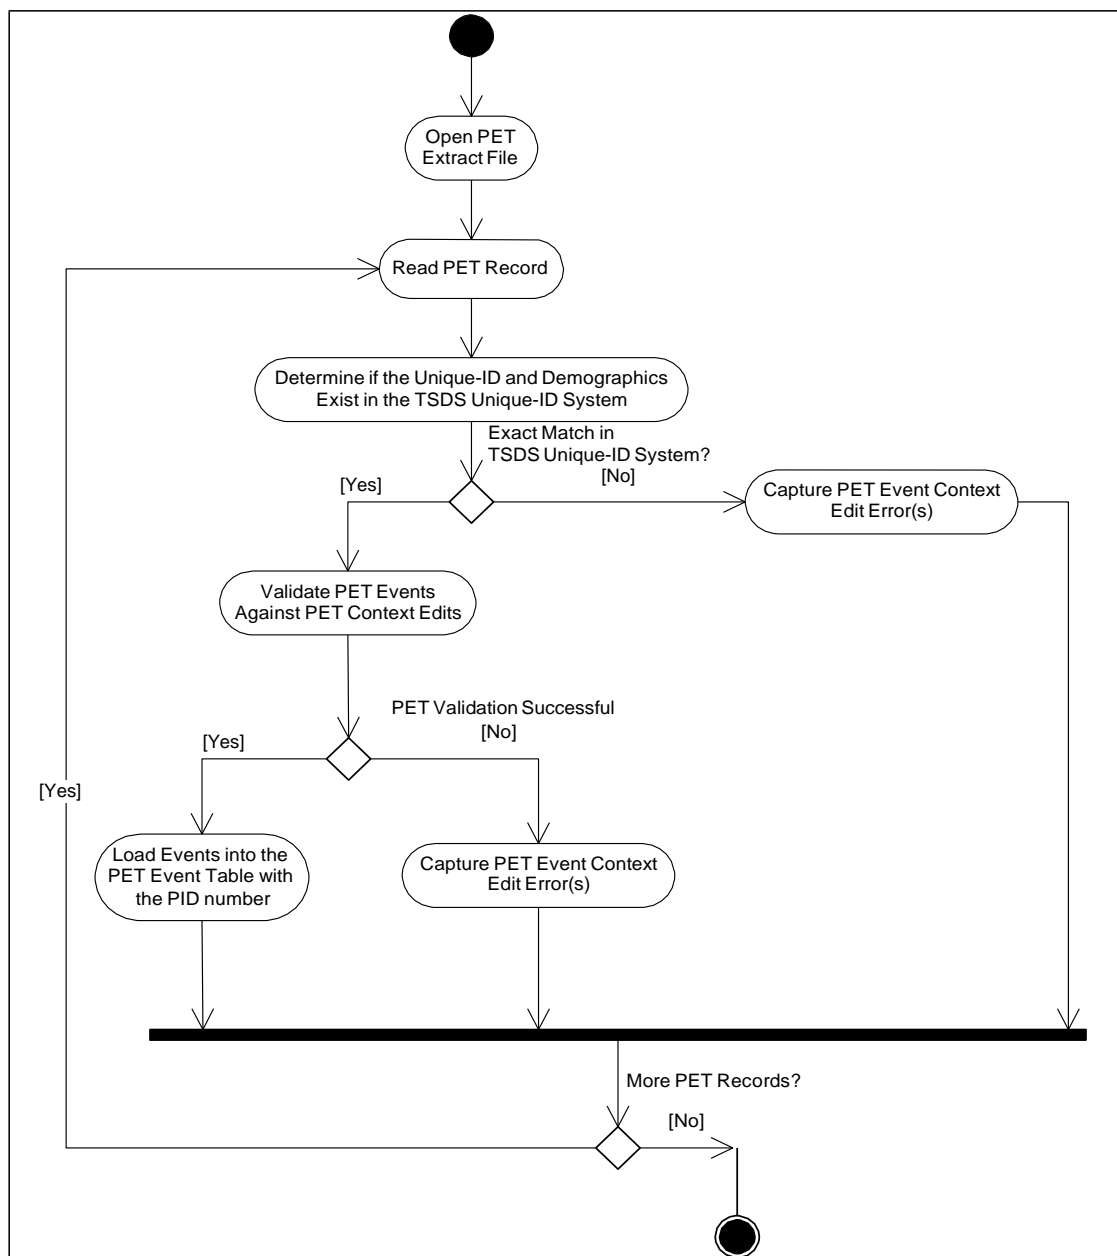 Open PET
Extract File
Read PET Record
Determine if the Unique-ID and Demographics
Exist in the TSDS Unique-ID System
Exact Match in
TSDS Unique-ID System?
[No]
[Yes]
Capture PET Event Context
Edit Error(s)
Validate PET Events
Against PET Context Edits
PET Validation Successful
[No]
[Yes]
[Yes]
Load Events into the
PET Event Table with
the PID number
Capture PET Event Context
Edit Error(s)
More PET Records?
[No]